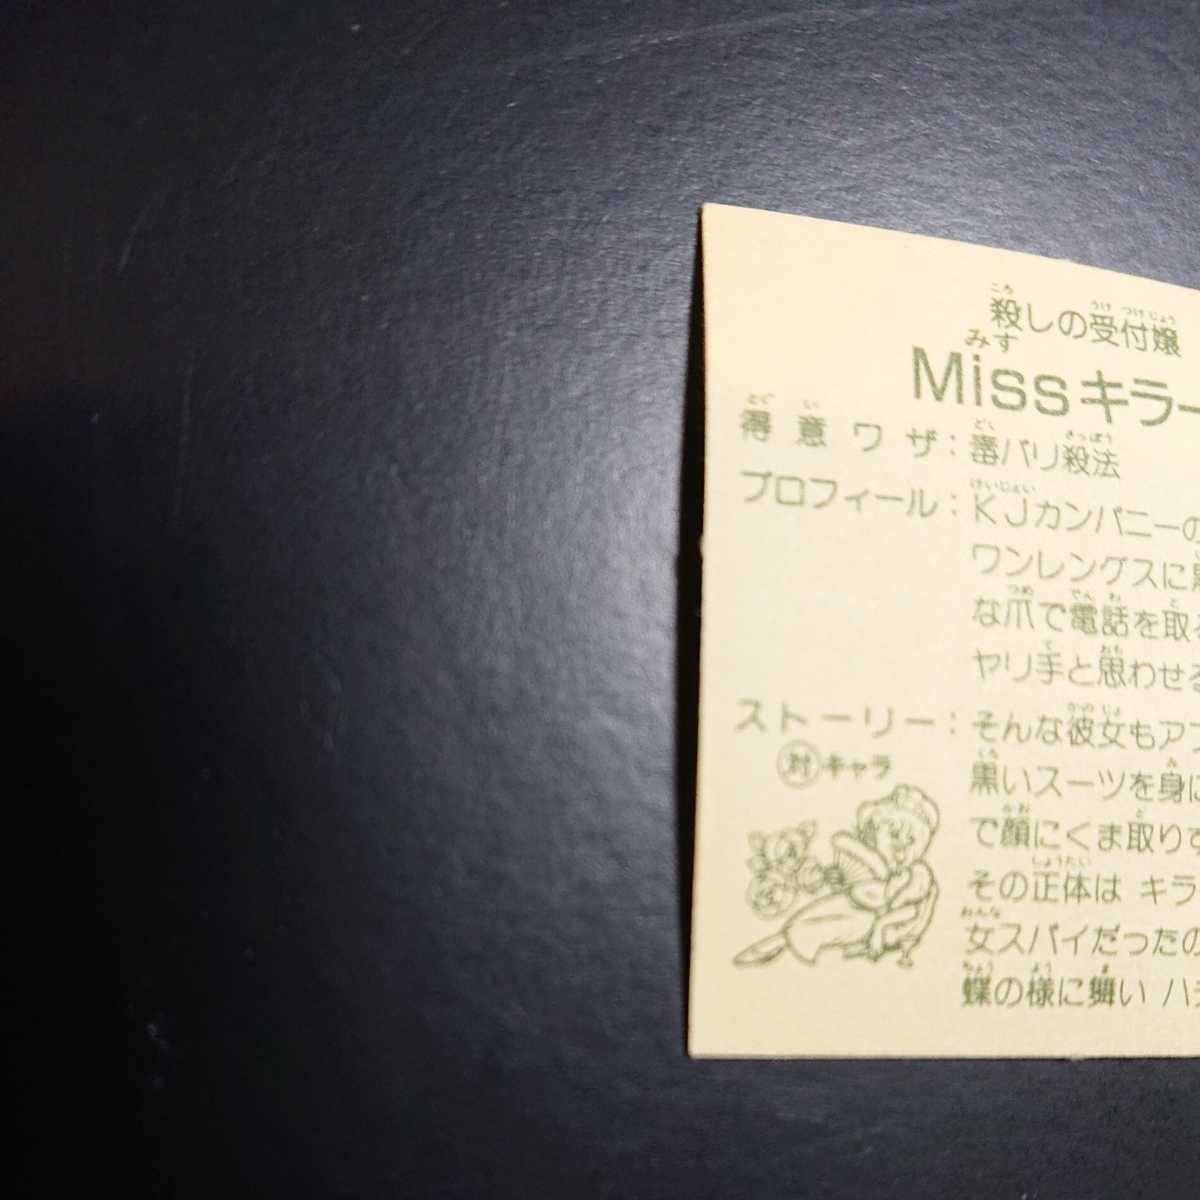 殺しの受付嬢
Missキラー
得意ワザ：毒バリ殺法
プロフィール：KJカンパニーの
ワンレングスに
な爪で電話を取る
ヤリ手と思わせる
ストーリー：そんな彼女もア
黒いスーツを身に
で顔にくま取りす
その正体は キラ
女スパイだったの
蝶の様に舞い ハチ
対キャラ